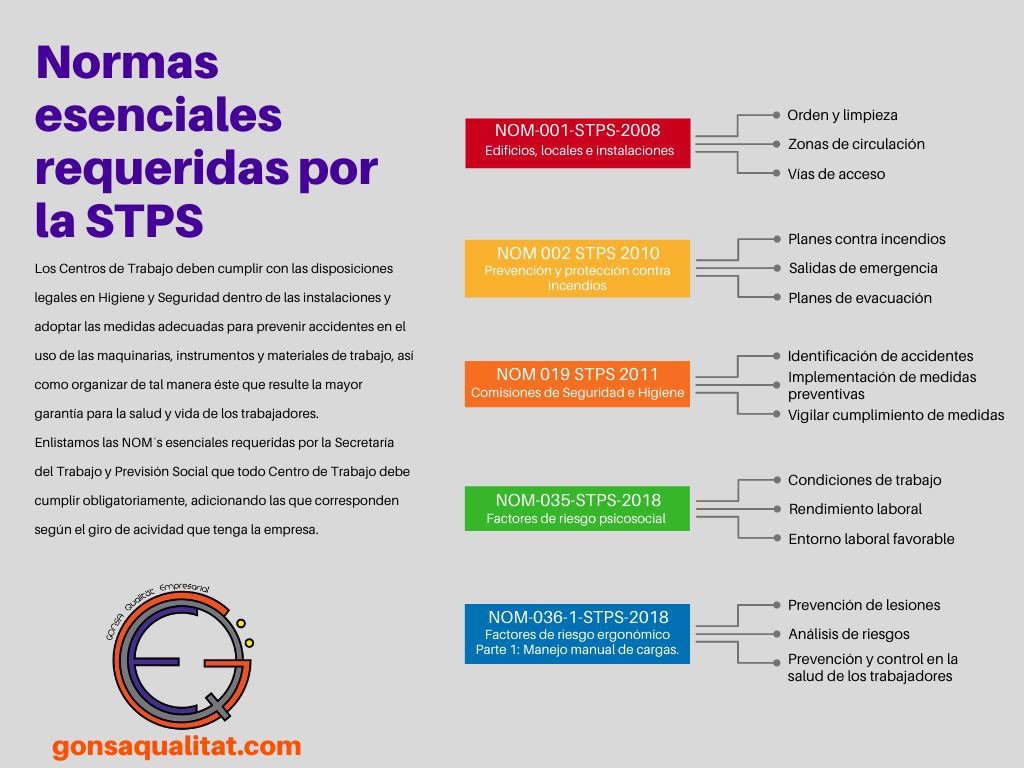 Normas
esenciales
requeridas por
la STPS
Los Centros de Trabajo deben cumplir con las disposiciones
legales en Higiene y Seguridad dentro de las instalaciones y
adoptar las medidas adecuadas para prevenir accidentes en el
uso de las maquinarias, instrumentos y materiales de trabajo, así
como organizar de tal manera éste que resulte la mayor
garantía para la salud y vida de los trabajadores.
Enlistamos las NOM´s esenciales requeridas por la Secretaría
del Trabajo y Previsión Social que todo Centro de Trabajo debe
cumplir obligatoriamente, adicionando las que corresponden
según el giro de acividad que tenga la empresa.
GONSA Qualität Empresarial
gonsaqualitat.com
NOM-001-STPS-2008
Edificios, locales e instalaciones
Orden y limpieza
Zonas de circulación
Vías de acceso
NOM 002 STPS 2010
Prevención y protección contra
incendios
Planes contra incendios
Salidas de emergencia
Planes de evacuación
NOM 019 STPS 2011
Comisiones de Seguridad e Higiene
Identificación de accidentes
Implementación de medidas
preventivas
Vigilar cumplimiento de medidas
NOM-035-STPS-2018
Factores de riesgo psicosocial
Condiciones de trabajo
Rendimiento laboral
Entorno laboral favorable
NOM-036-1-STPS-2018
Factores de riesgo ergonómico
Parte 1: Manejo manual de cargas.
Prevención de lesiones
Análisis de riesgos
Prevención y control en la
salud de los trabajadores